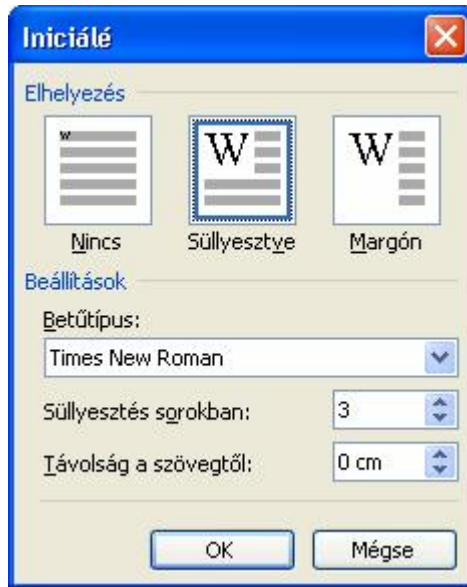 Iniciálé
Elhelyezés
W W W
Nincs Süllyesztve Margón
Beállítások
Betűtípus:
Times New Roman
Süllyesztés sorokban: 3
Távolság a szövegtől: 0 cm
OK Mégse